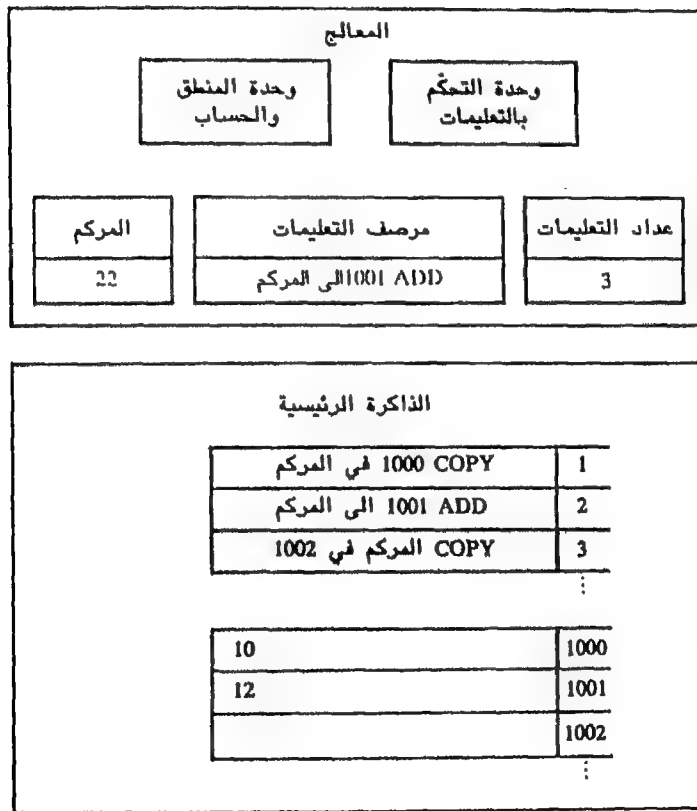 المعالج
وحدة التحكّم
بالتعليمات
وحدة المنطق
والحساب
عداد التعليمات
3
مرصف التعليمات
1001 ADD الى المركم
المركم
22
الذاكرة الرئيسية
1 1000 COPY في المركم
2 1001 ADD الى المركم
3 COPY المركم في 1002
⋮
1000 10
1001 12
1002
⋮